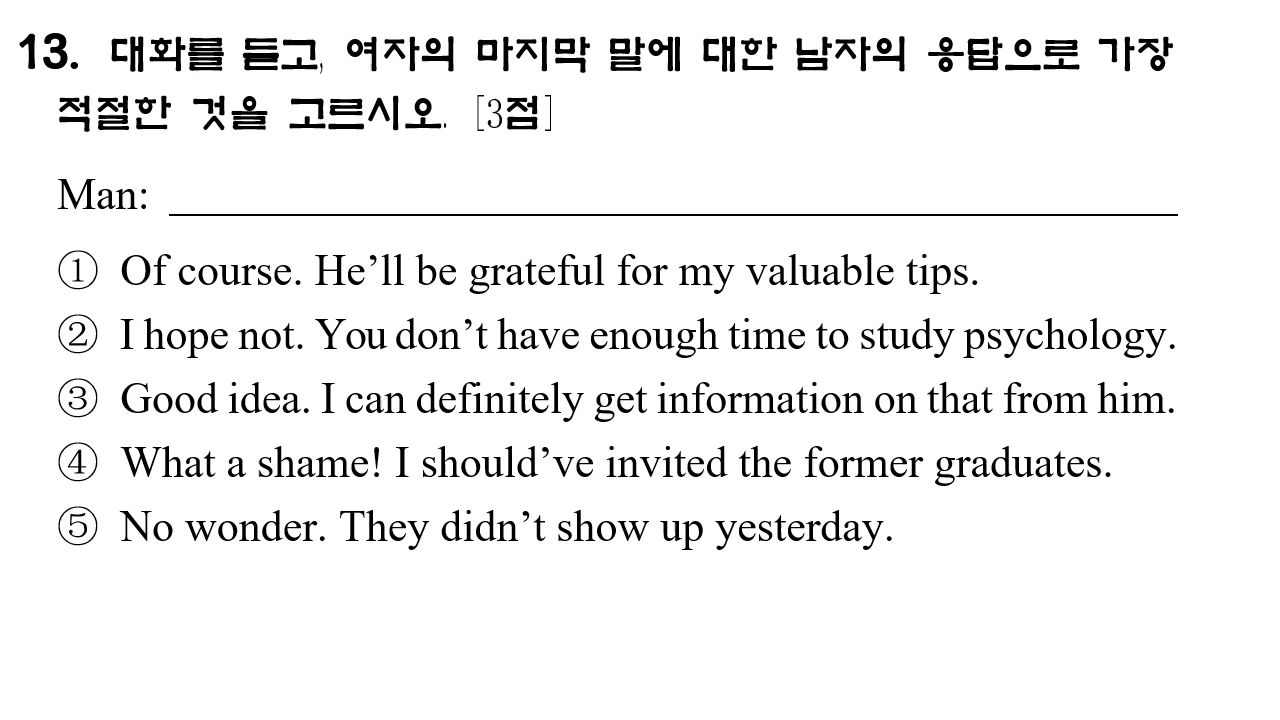 13. 대화를 듣고, 여자의 마지막 말에 대한 남자의 응답으로 가장
적절한 것을 고르시오. [3점]
Man:
① Of course. He’ll be grateful for my valuable tips.
② I hope not. You don’t have enough time to study psychology.
③ Good idea. I can definitely get information on that from him.
④ What a shame! I should’ve invited the former graduates.
⑤ No wonder. They didn’t show up yesterday.